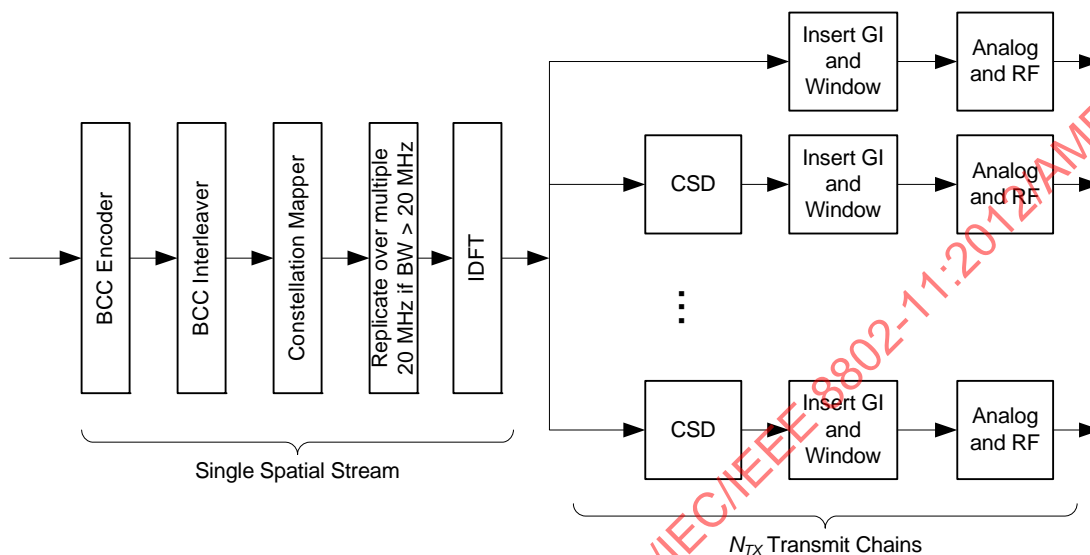 Insert GI
and
Window
Analog
and RF
BCC Encoder
BCC Interleaver
Constellation Mapper
Replicate over multiple
20 MHz if BW > 20 MHz
IDFT
CSD
Insert GI
and
Window
Analog
and RF
...
CSD
Insert GI
and
Window
Analog
and RF
Single Spatial Stream
NTX Transmit Chains
/IEC/IEEE 8802-11:2012/AM